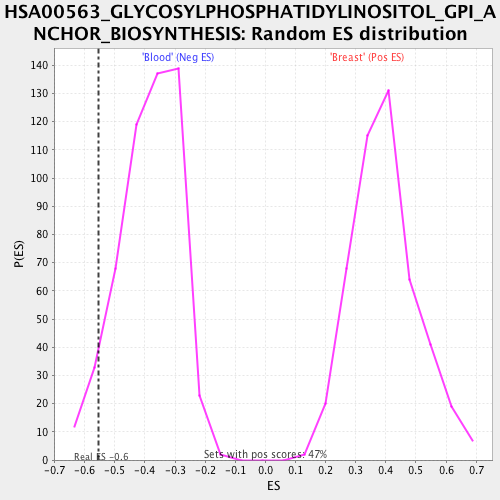 HSA00563_GLYCOSYLPHOSPHATIDYLINOSITOL_GPI_A
NCHOR_BIOSYNTHESIS: Random ES distribution
'Blood' (Neg ES)
'Breast' (Pos ES)
140
130
120
110
100
90
80
70
60
50
40
30
20
10
0
P(ES)
Real ES -0.6
Sets with pos scores: 47%
-0.7 -0.6 -0.5 -0.4 -0.3 -0.2 -0.1 0.0 0.1 0.2 0.3 0.4 0.5 0.6 0.7
ES